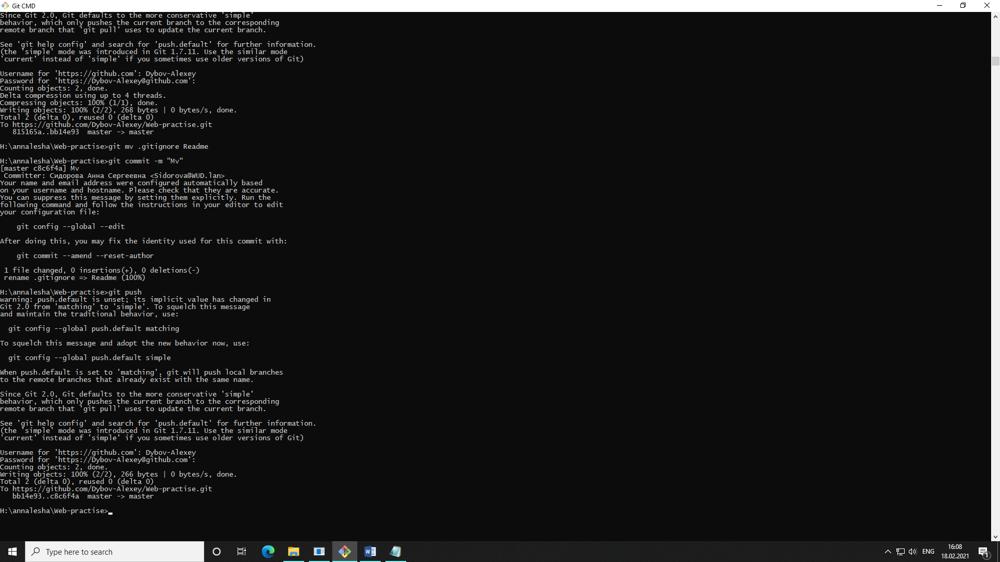 Git CMD
Since Git 2.0, Git defaults to the more conservative 'simple'
behavior, which only pushes the current branch to the corresponding
remote branch that 'git pull' uses to update the current branch.
See 'git help config' and search for 'push.default' for further information.
(the 'simple' mode was introduced in Git 1.7.11. Use the similar mode
'current' instead of 'simple' if you sometimes use older versions of Git)
Username for 'https://github.com': Dybov-Alexey
Password for 'https://Dybov-Alexey@github.com':
Counting objects: 2, done.
Delta compression using up to 4 threads.
Compressing objects: 100% (1/1), done.
Writing objects: 100% (2/2), 268 bytes | 0 bytes/s, done.
Total 2 (delta 0), reused 0 (delta 0)
To https://github.com/Dybov-Alexey/Web-practise.git
   815165a..bb14e93  master -> master
H:\annalesha\Web-practise>git mv .gitignore Readme
H:\annalesha\Web-practise>git commit -m "Mv"
[master c8c6f4a] Mv
 Committer: Сидорова Анна Сергеевна <Sidorova@WUD.lan>
Your name and email address were configured automatically based
on your username and hostname. Please check that they are accurate.
You can suppress this message by setting them explicitly. Run the
following command and follow the instructions in your editor to edit
your configuration file:
    git config --global --edit
After doing this, you may fix the identity used for this commit with:
    git commit --amend --reset-author
 1 file changed, 0 insertions(+), 0 deletions(-)
 rename .gitignore => Readme (100%)
H:\annalesha\Web-practise>git push
warning: push.default is unset; its implicit value has changed in
Git 2.0 from 'matching' to 'simple'. To squelch this message
and maintain the traditional behavior, use:
  git config --global push.default matching
To squelch this message and adopt the new behavior now, use:
  git config --global push.default simple
When push.default is set to 'matching', git will push local branches
to the remote branches that already exist with the same name.
Since Git 2.0, Git defaults to the more conservative 'simple'
behavior, which only pushes the current branch to the corresponding
remote branch that 'git pull' uses to update the current branch.
See 'git help config' and search for 'push.default' for further information.
(the 'simple' mode was introduced in Git 1.7.11. Use the similar mode
'current' instead of 'simple' if you sometimes use older versions of Git)
Username for 'https://github.com': Dybov-Alexey
Password for 'https://Dybov-Alexey@github.com':
Counting objects: 2, done.
Writing objects: 100% (2/2), 266 bytes | 0 bytes/s, done.
Total 2 (delta 0), reused 0 (delta 0)
To https://github.com/Dybov-Alexey/Web-practise.git
   bb14e93..c8c6f4a  master -> master
H:\annalesha\Web-practise>_
Type here to search
ENG
16:08
18.02.2021
1